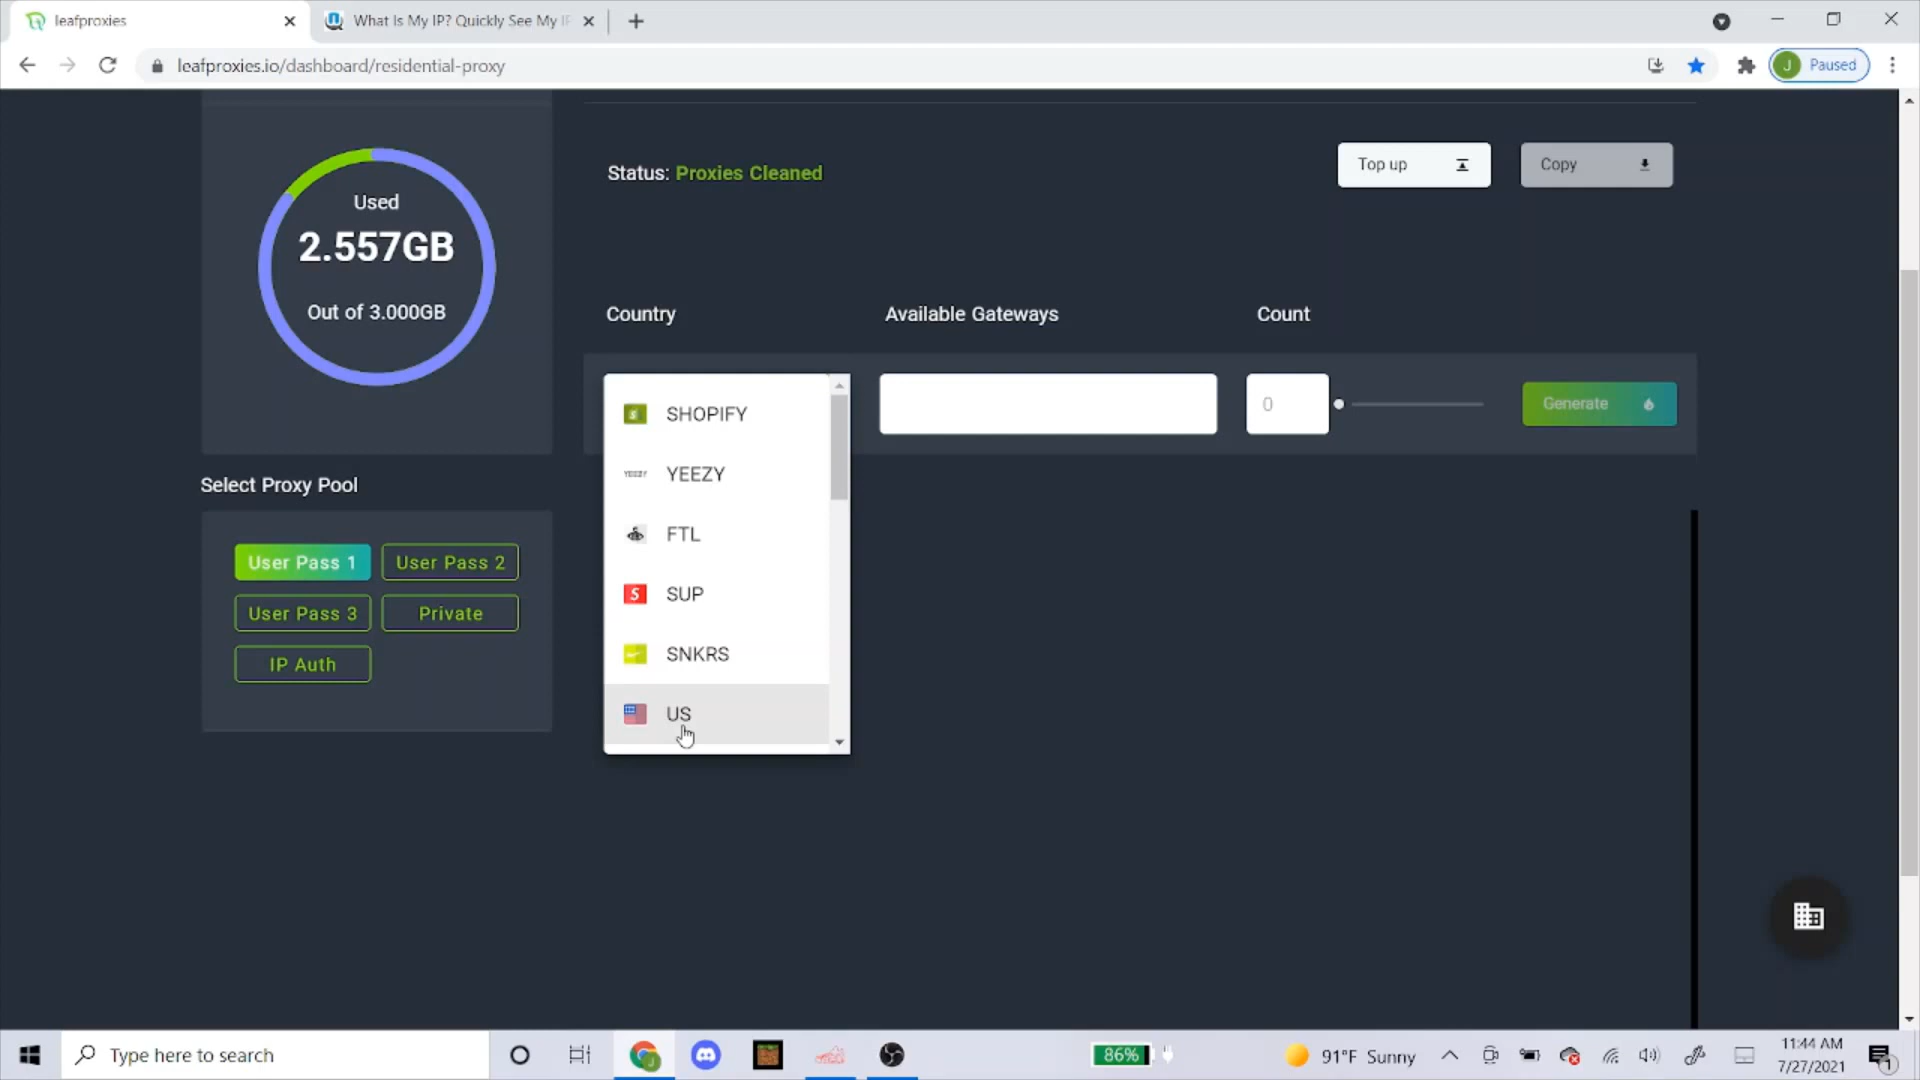 leafproxies
What Is My IP? Quickly See My IP
leafproxies.io/dashboard/residential-proxy
J
Paused
Used
2.557GB
Out of 3.000GB
Status: Proxies Cleaned
Top up
Copy
Country
Available Gateways
Count
SHOPIFY
YEEZY
YEEZY
FTL
SUP
SNKRS
US
0
Generate
Select Proxy Pool
User Pass 1
User Pass 2
User Pass 3
Private
IP Auth
Type here to search
86%
91°F Sunny
11:44 AM
7/27/2021
1